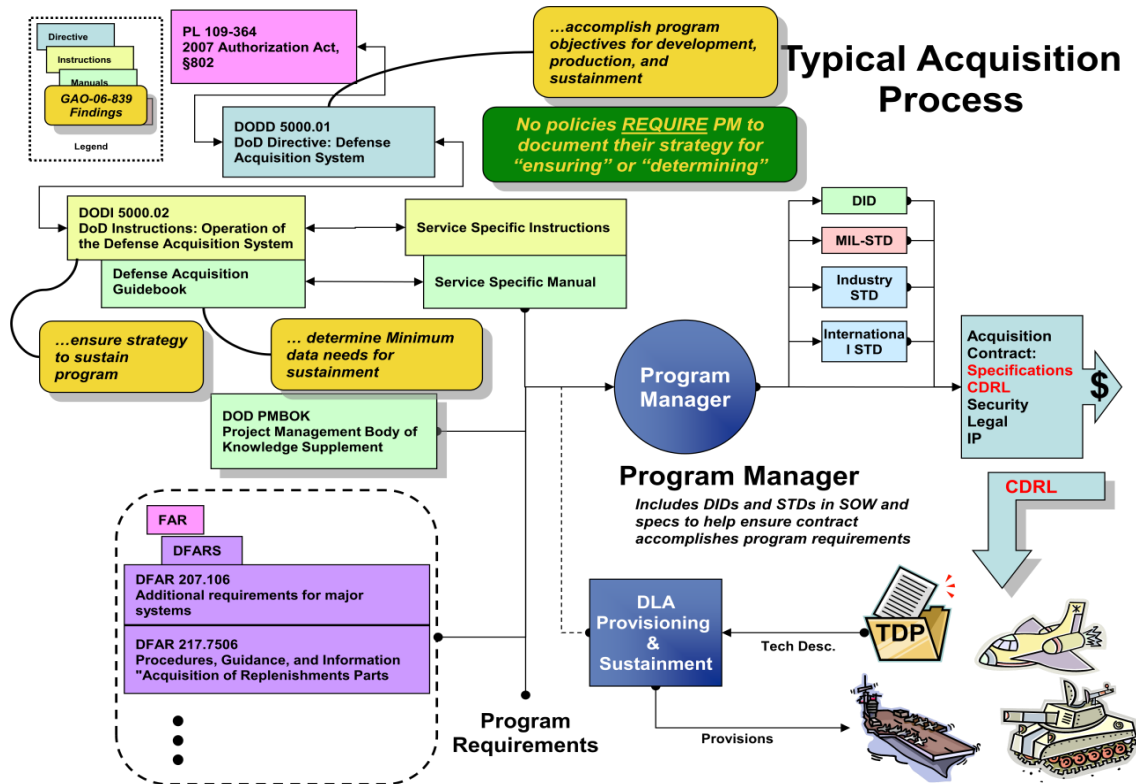 Typical Acquisition
Process
Directive
Instructions
Manuals
GAO-06-839
Findings
Legend
PL 109-364
2007 Authorization Act,
§802
…accomplish program
objectives for development,
production, and
sustainment
DODD 5000.01
DoD Directive: Defense
Acquisition System
No policies REQUIRE PM to
document their strategy for
“ensuring” or “determining”
DODI 5000.02
DoD Instructions: Operation of
the Defense Acquisition System
Service Specific Instructions
Defense Acquisition
Guidebook
Service Specific Manual
…ensure strategy
to sustain
program
… determine Minimum
data needs for
sustainment
DID
MIL-STD
Industry
STD
Internationa
l STD
Program
Manager
Acquisition
Contract:
Specifications
CDRL
Security
Legal
IP
$
DOD PMBOK
Project Management Body of
Knowledge Supplement
Program Manager
Includes DIDs and STDs in SOW and
specs to help ensure contract
accomplishes program requirements
CDRL
FAR
DFARS
DFAR 207.106
Additional requirements for major
systems
DFAR 217.7506
Procedures, Guidance, and Information
"Acquisition of Replenishments Parts
DLA
Provisioning
&
Sustainment
Tech Desc.
TDP
Provisions
Program
Requirements